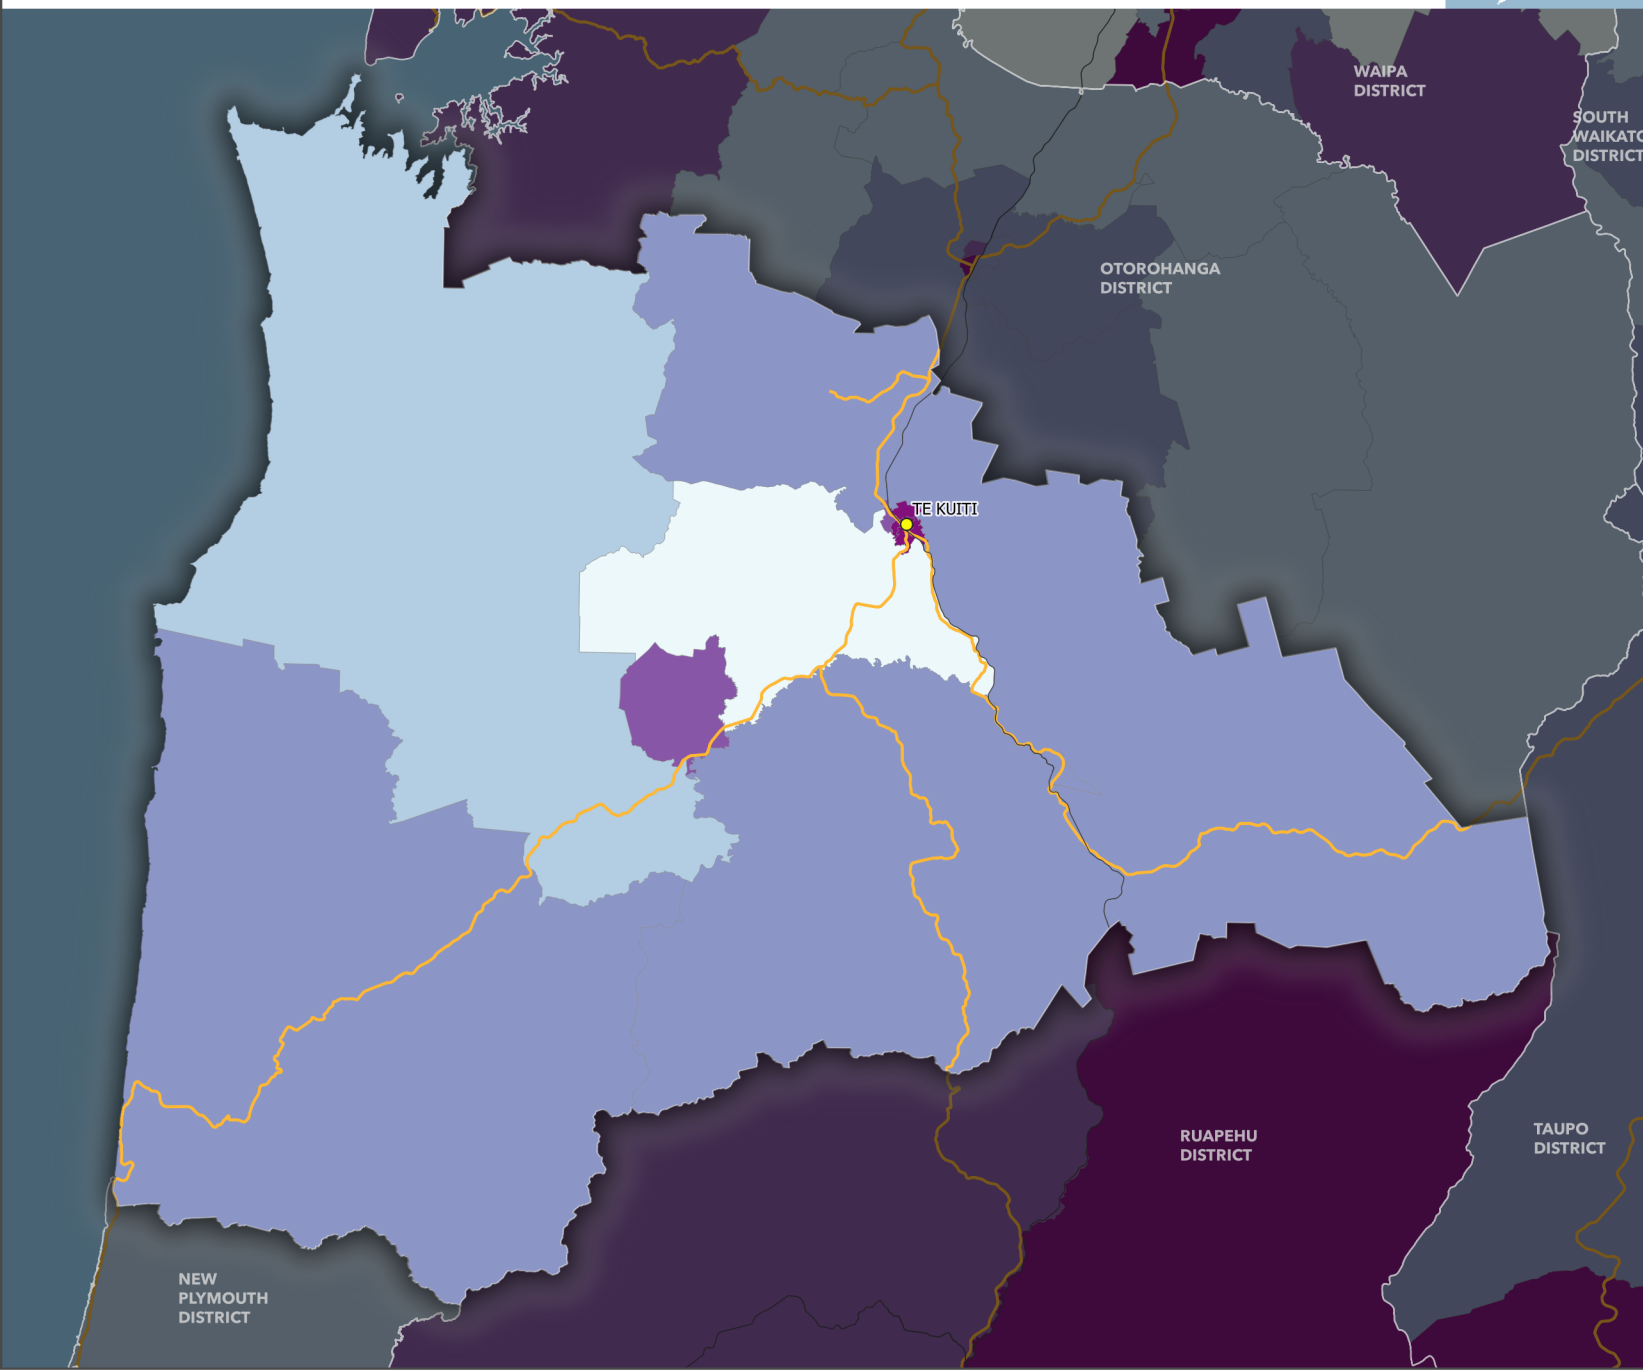 WAIPA
DISTRICT
SOUTH
WAIKATO
DISTRICT
OTOROHANGA
DISTRICT
TE KUITI
RUAPEHU
DISTRICT
TAUPO
DISTRICT
NEW
PLYMOUTH
DISTRICT